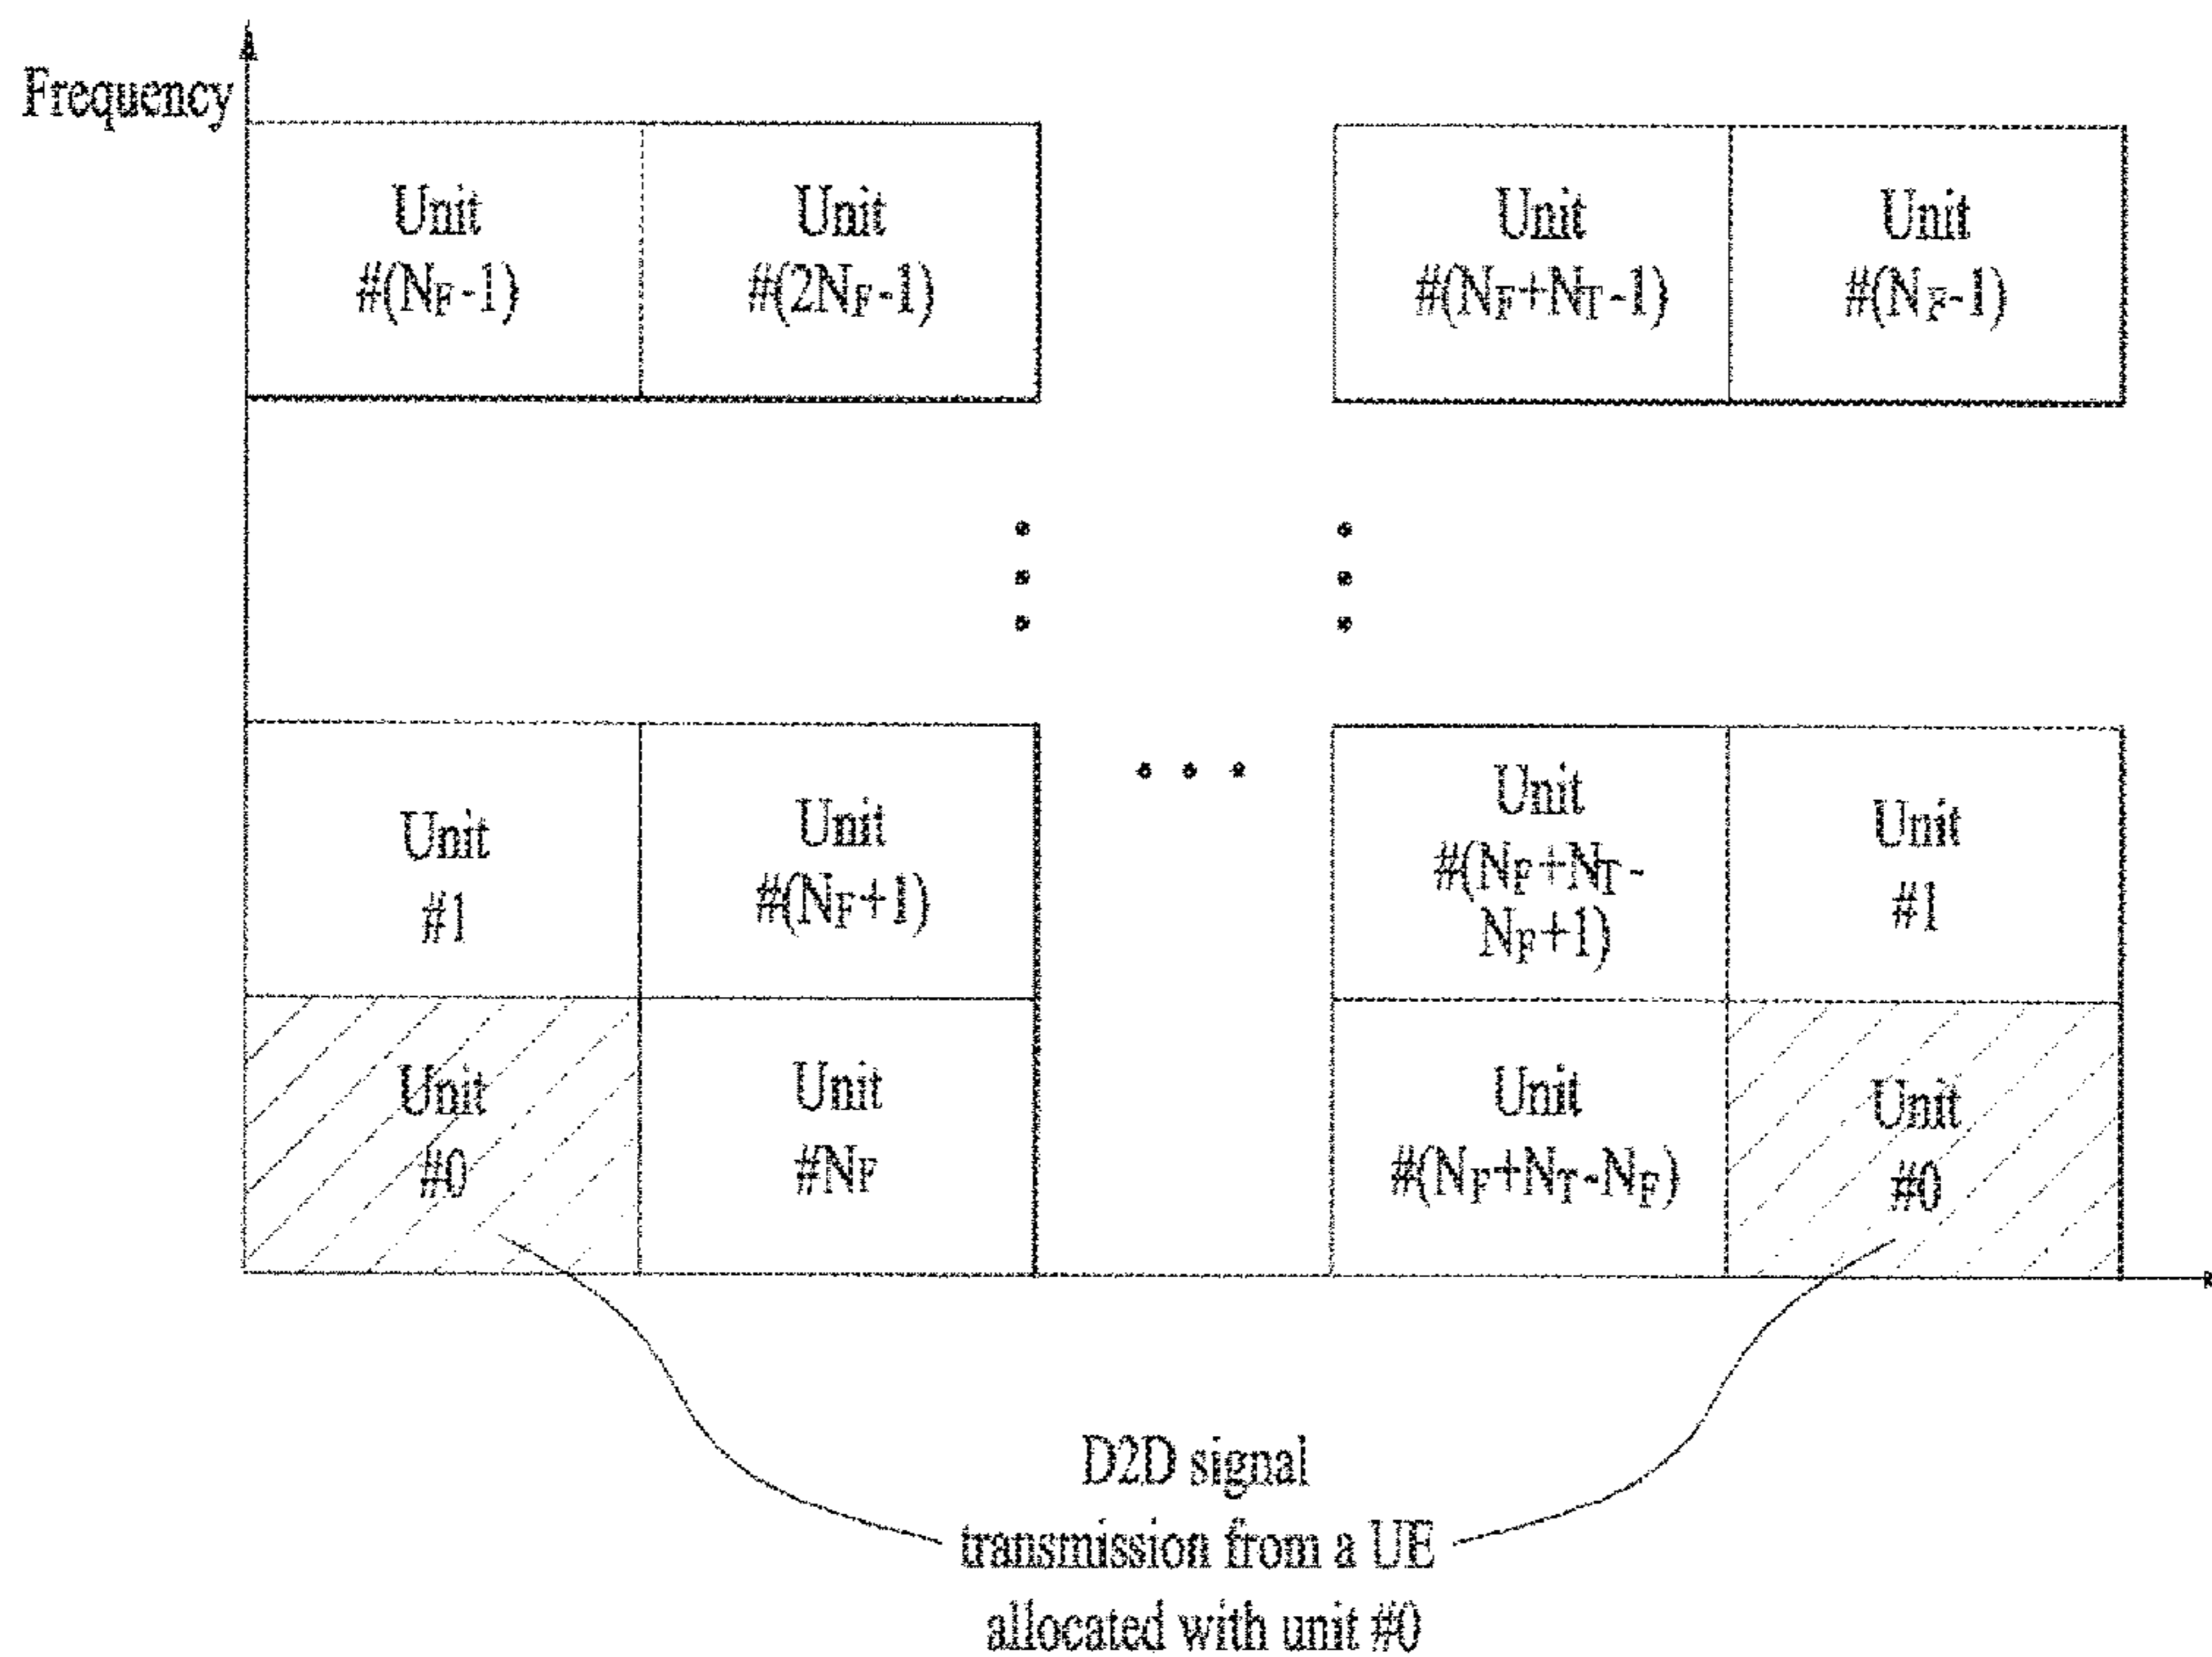 Frequency
Unit
#(NF-1)
Unit
#(2NF-1)
Unit
#(NF+NT-1)
Unit
#(NF-1)
Unit
#1
Unit
#(NF+1)
Unit
#(NF+NT-
NF+1)
Unit
#1
Unit
#0
Unit
#NF
Unit
#(NF+NT-NF)
Unit
#0
D2D signal
transmission from a UE
allocated with unit #0